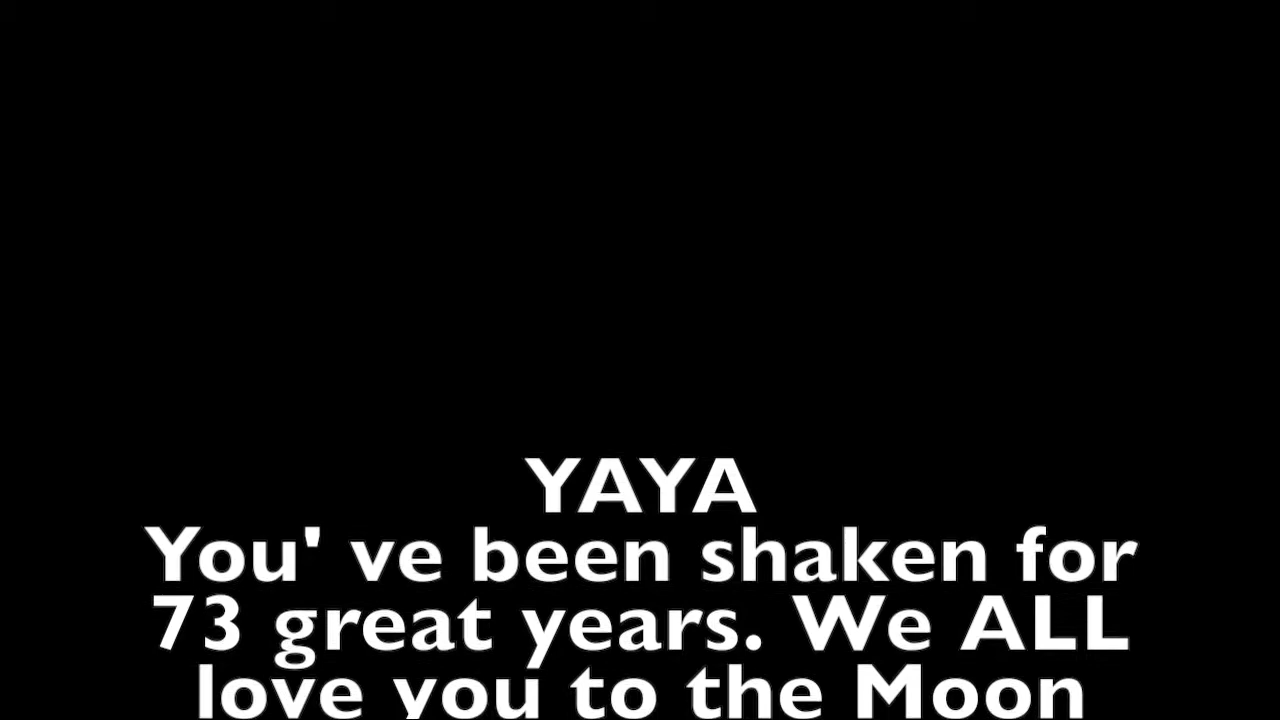 YAYA
You' ve been shaken for
73 great years. We ALL
love you to the Moon